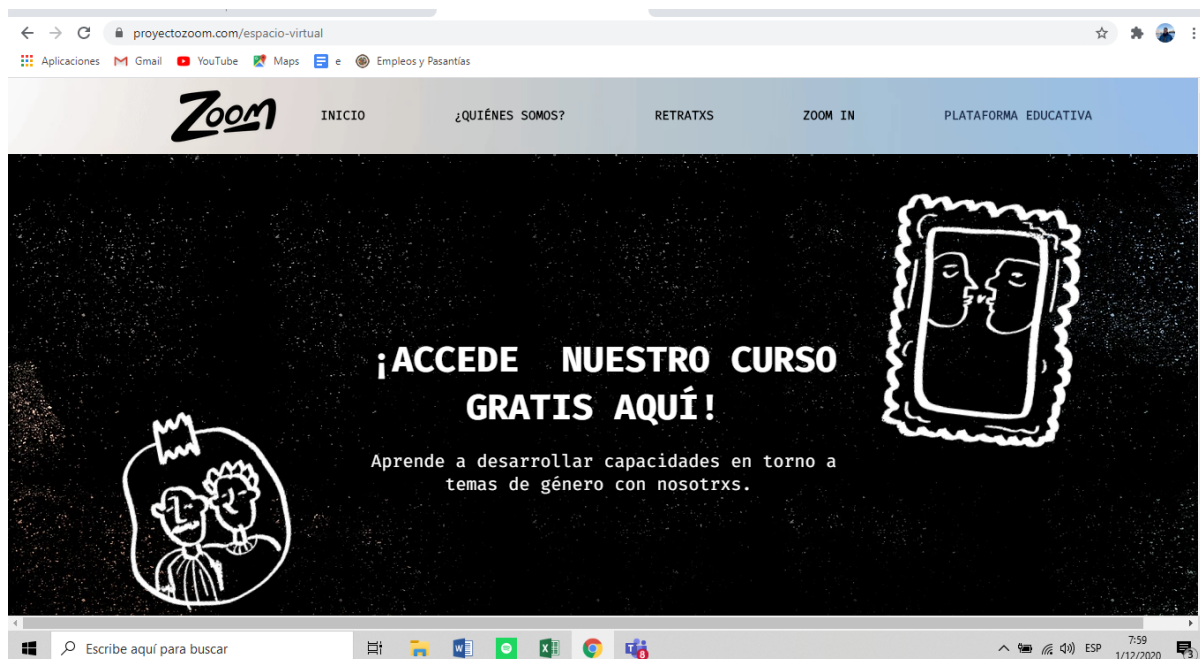 proyectozoom.com/espacio-virtual
Aplicaciones Gmail YouTube Maps e Empleos y Pasantías
Zoom INICIO ¿QUIÉNES SOMOS? RETRATXS ZOOM IN PLATAFORMA EDUCATIVA
¡ACCEDE NUESTRO CURSO
GRATIS AQUÍ!
Aprende a desarrollar capacidades en torno a
temas de género con nosotrxs.
Escribe aquí para buscar
8
ESP
7:59
1/12/2020
3